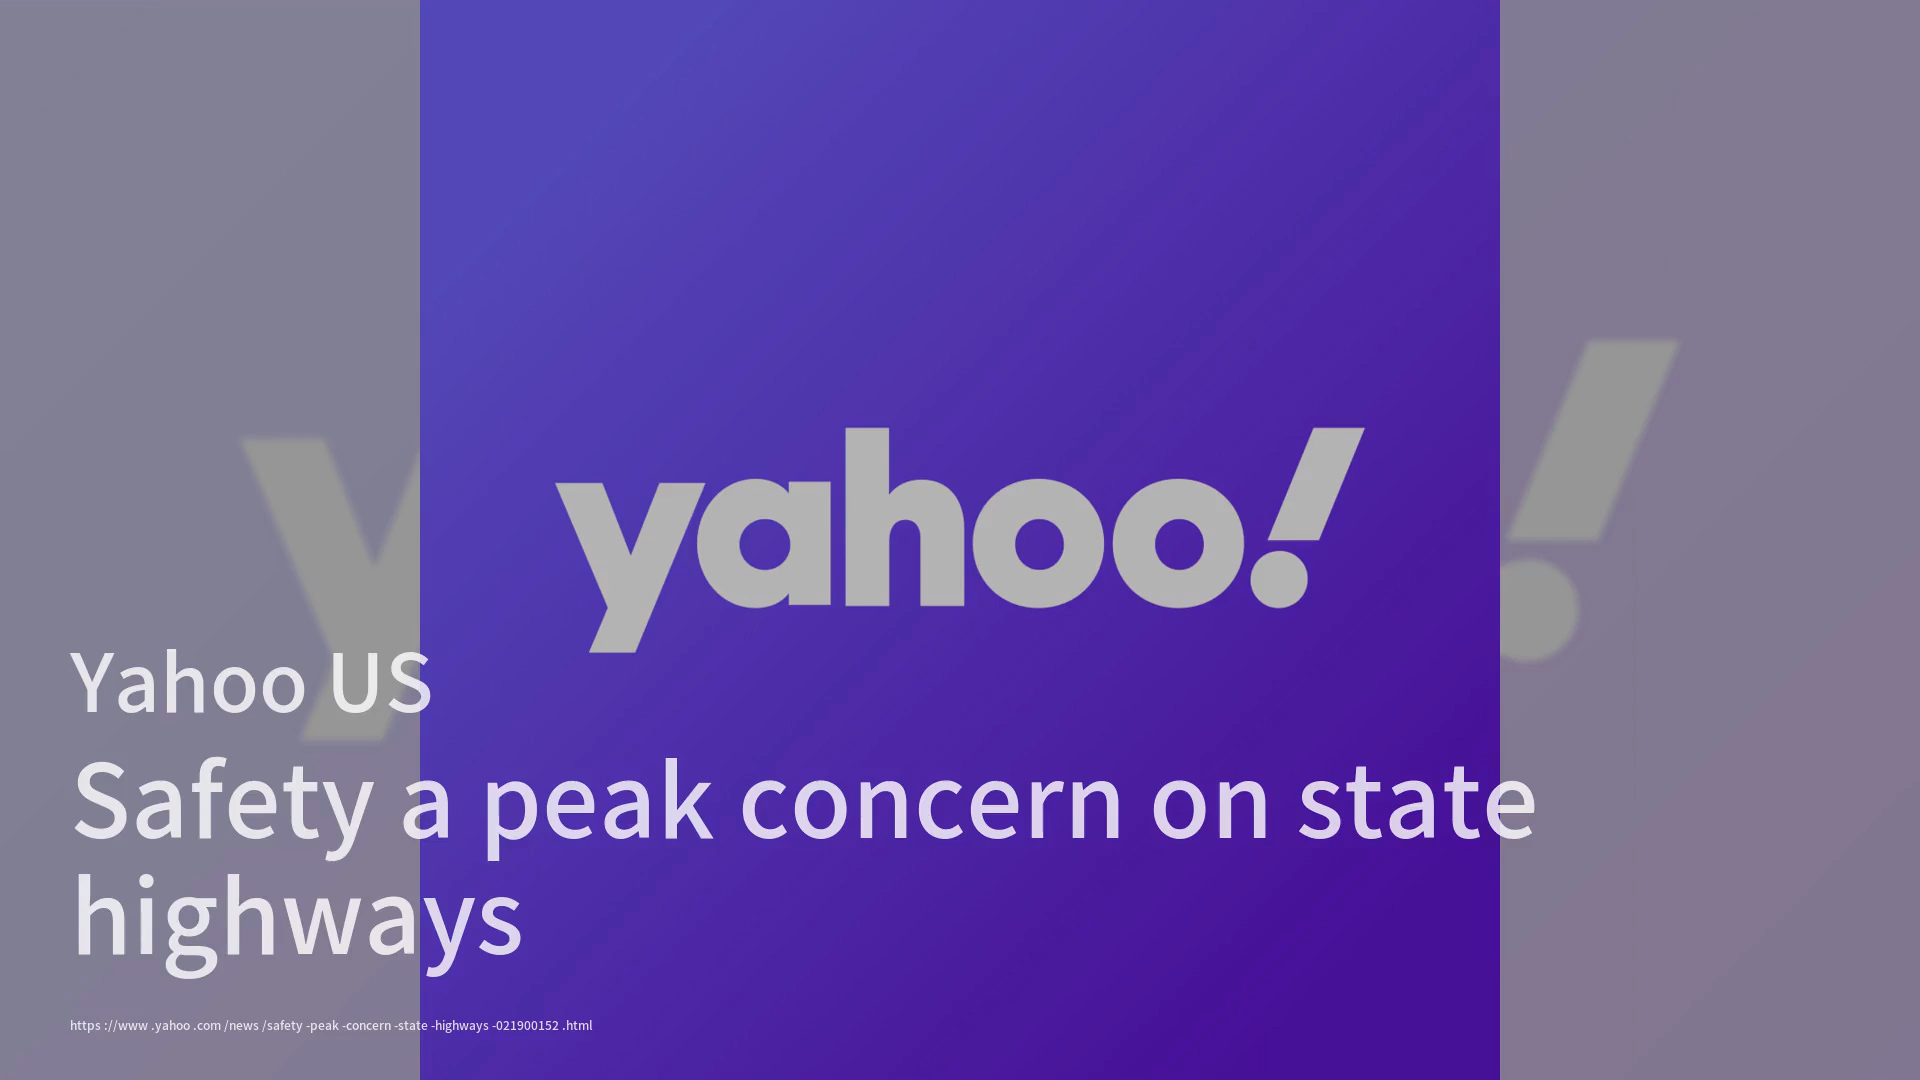 yahoo!
Yahoo US
Safety a peak concern on state
highways
https ://www .yahoo .com /news /safety -peak -concern -state -highways -021900152 .html